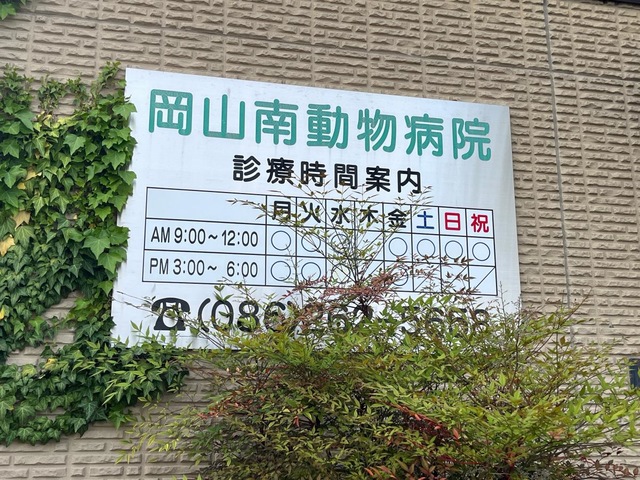 岡山南動物病院
診療時間案内
月 火 水 木 金 土 日 祝
AM 9:00~12:00 ○ ○ ○ ○ ○ ○ ○
PM 3:00~ 6:00 ○ ○ ○
☎(086)